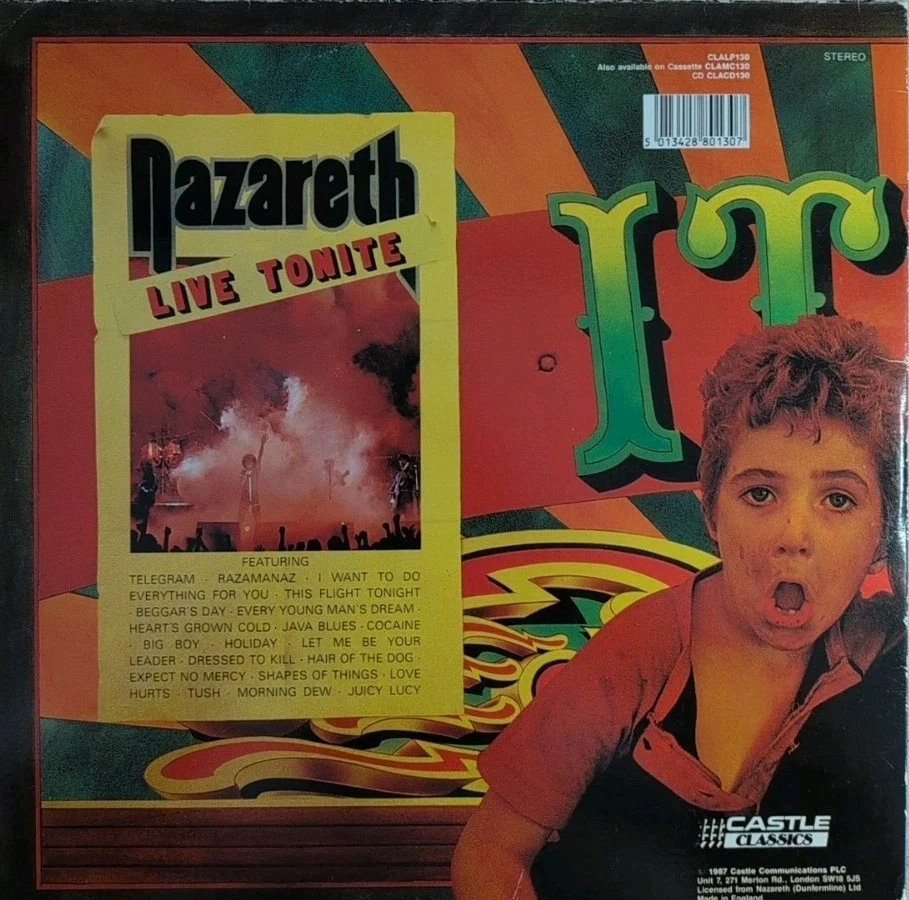 CLALP130
Also available on Cassette CLAMC130
CD CLACD130
STEREO
5 013428 801307
Nazareth
LIVE TONITE
IT
FEATURING
TELEGRAM · RAZAMANAZ · I WANT TO DO
EVERYTHING FOR YOU · THIS FLIGHT TONIGHT
· BEGGAR'S DAY · EVERY YOUNG MAN'S DREAM ·
HEART'S GROWN COLD · JAVA BLUES · COCAINE
· BIG BOY · HOLIDAY · LET ME BE YOUR
LEADER · DRESSED TO KILL · HAIR OF THE DOG ·
EXPECT NO MERCY · SHAPES OF THINGS · LOVE
HURTS · TUSH · MORNING DEW · JUICY LUCY
CASTLE
CLASSICS
© 1987 Castle Communications PLC
Unit 7, 271 Merton Rd., London SW18 5JS
Licensed from Nazareth (Dunfermline) Ltd
Made in England